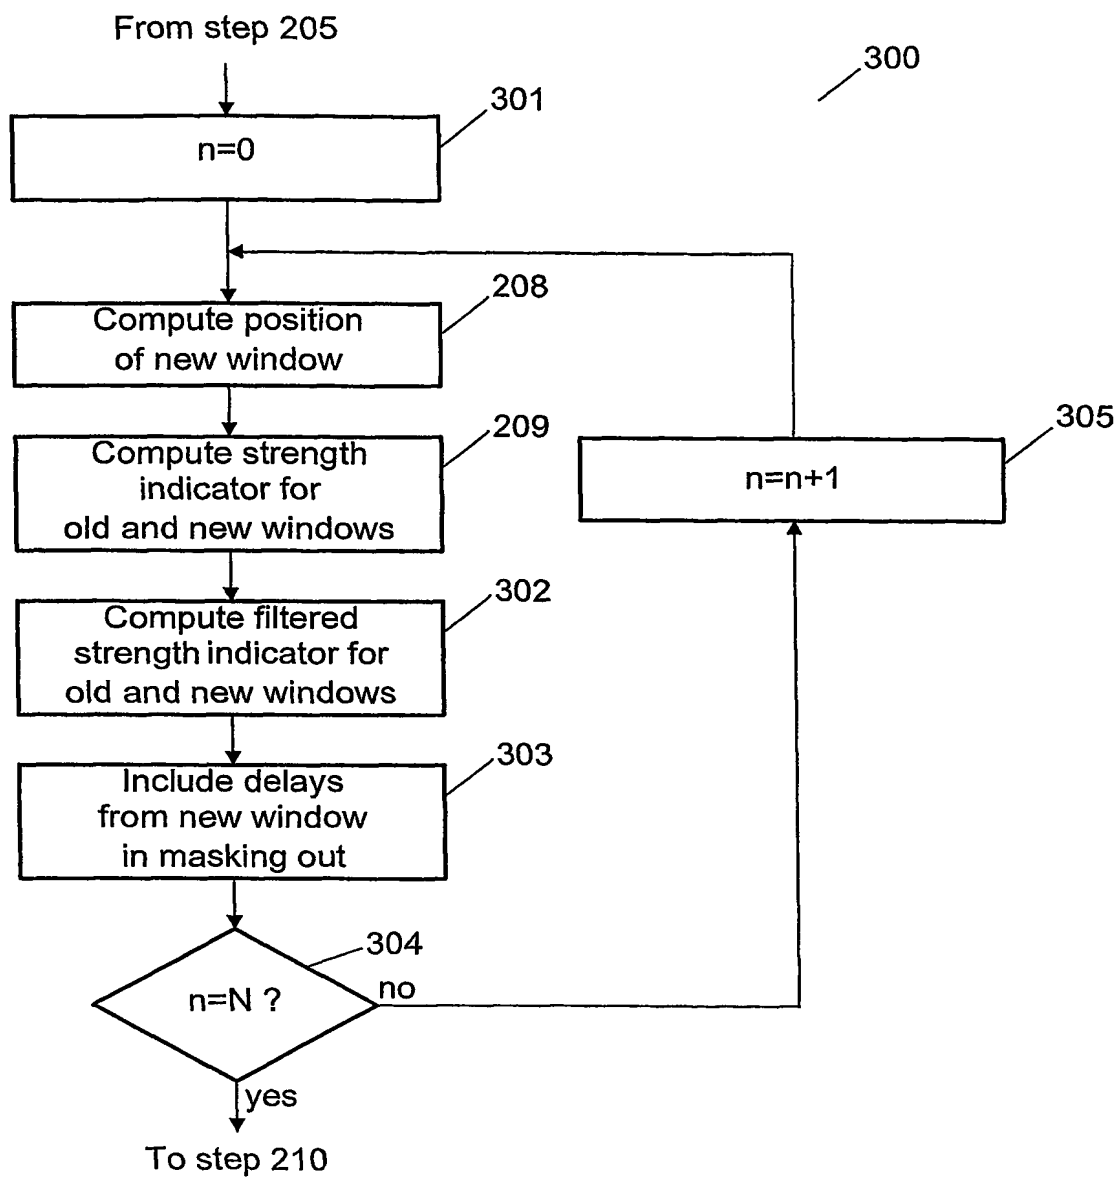 From step 205
300
301
n=0
208
Compute position
of new window
209
Compute strength
indicator for
old and new windows
305
n=n+1
302
Compute filtered
strength indicator for
old and new windows
303
Include delays
from new window
in masking out
304
n=N ?
no
yes
To step 210